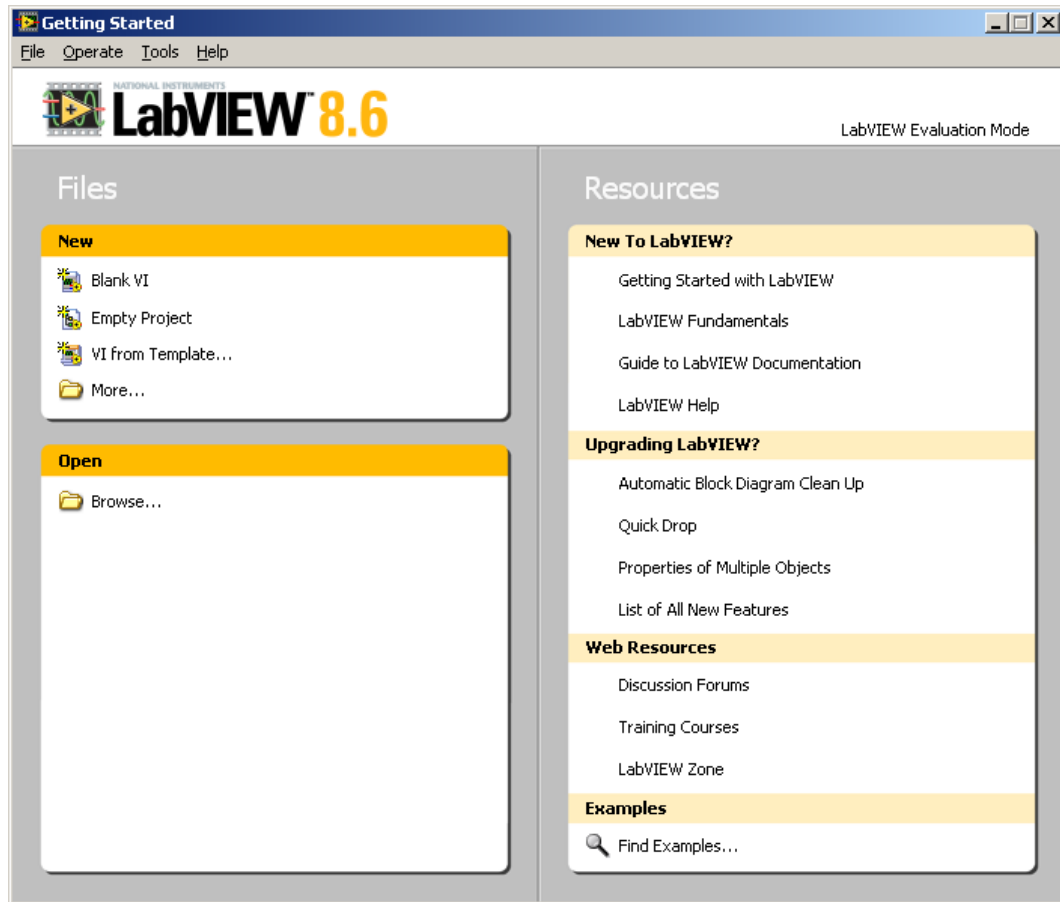 Getting Started
File Operate Tools Help
NATIONAL INSTRUMENTS
LabVIEW™ 8.6
LabVIEW Evaluation Mode
Files
New
Blank VI
Empty Project
VI from Template...
More...
Open
Browse...
Resources
New To LabVIEW?
Getting Started with LabVIEW
LabVIEW Fundamentals
Guide to LabVIEW Documentation
LabVIEW Help
Upgrading LabVIEW?
Automatic Block Diagram Clean Up
Quick Drop
Properties of Multiple Objects
List of All New Features
Web Resources
Discussion Forums
Training Courses
LabVIEW Zone
Examples
Find Examples...